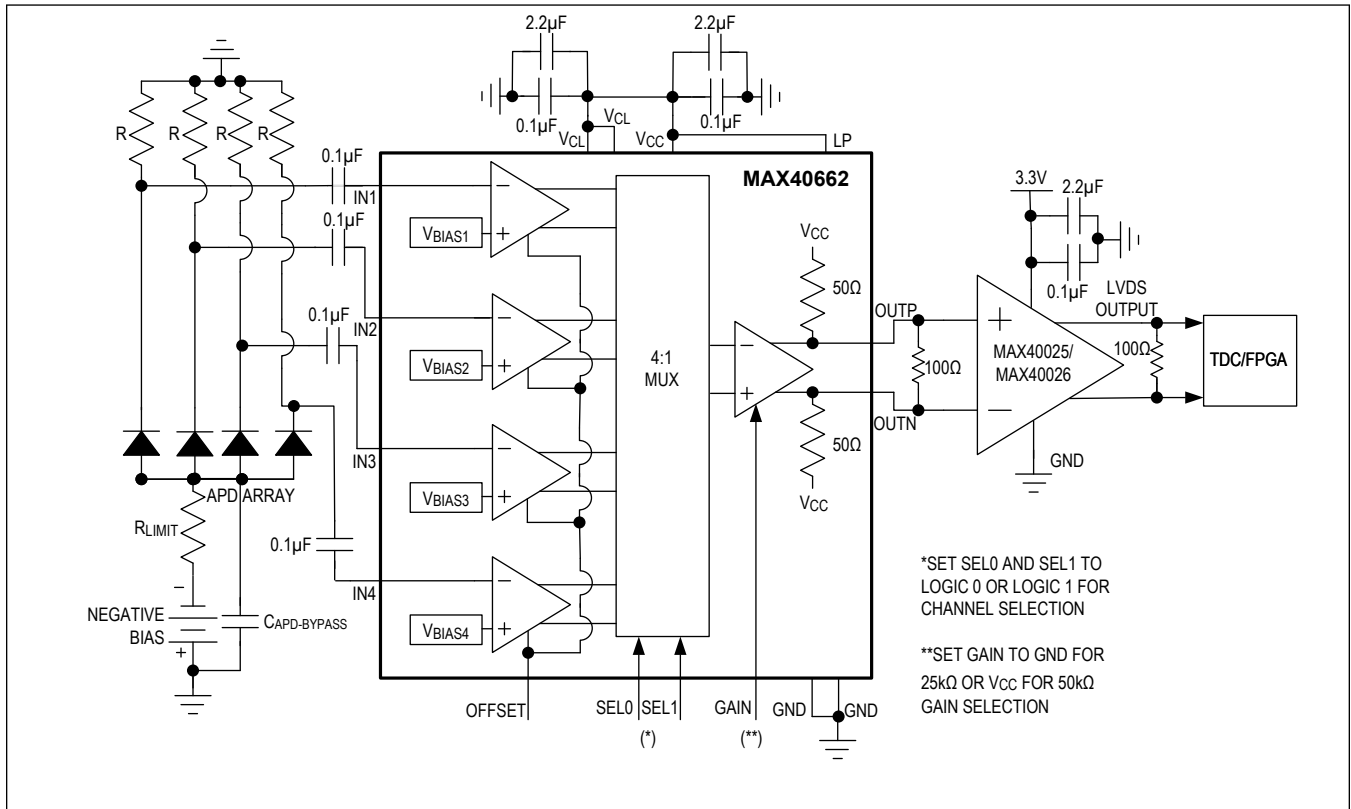 2.2µF
2.2µF
0.1µF
0.1µF
VCL
VCL
VCC
LP
R
R
R
R
0.1µF
IN1
0.1µF
IN2
0.1µF
IN3
0.1µF
IN4
MAX40662
VBIAS1
−
+
VBIAS2
−
+
VBIAS3
−
+
VBIAS4
−
+
4:1
MUX
−
+
VCC
50Ω
50Ω
VCC
OUTP
100Ω
OUTN
3.3V
2.2µF
0.1µF
+
MAX40025/
MAX40026
−
GND
LVDS
OUTPUT
100Ω
TDC/FPGA
APD ARRAY
RLIMIT
−
NEGATIVE
BIAS
+
CAPD-BYPASS
OFFSET
SEL0 SEL1
(*)
GAIN
(**)
GND
GND
*SET SEL0 AND SEL1 TO
LOGIC 0 OR LOGIC 1 FOR
CHANNEL SELECTION
**SET GAIN TO GND FOR
25kΩ OR VCC FOR 50kΩ
GAIN SELECTION